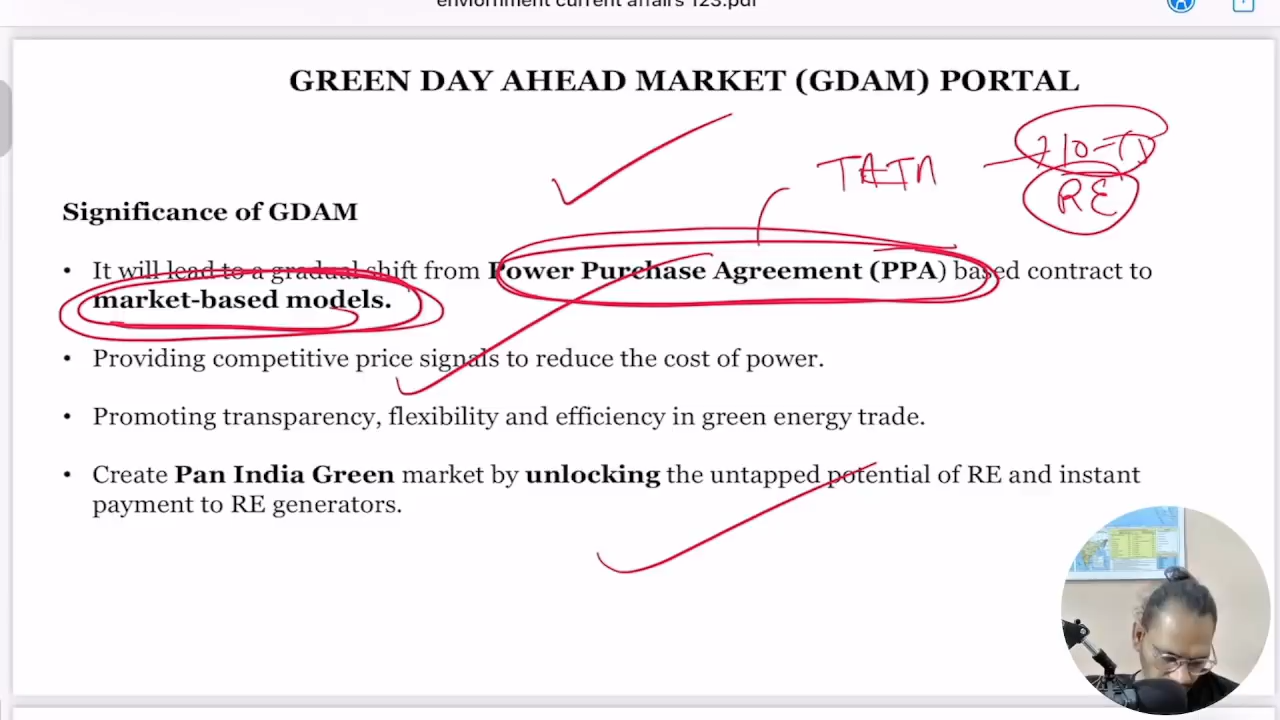 enviornment current affairs 123.pdf
GREEN DAY AHEAD MARKET (GDAM) PORTAL
TATA
RE
Significance of GDAM
• It will lead to a gradual shift from Power Purchase Agreement (PPA) based contract to
market-based models.
• Providing competitive price signals to reduce the cost of power.
• Promoting transparency, flexibility and efficiency in green energy trade.
• Create Pan India Green market by unlocking the untapped potential of RE and instant
payment to RE generators.